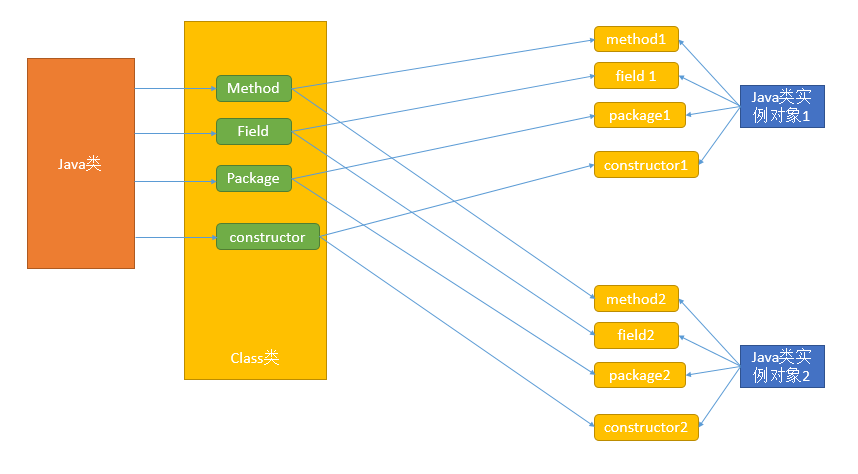 Java类
Method
Field
Package
constructor
Class类
method1
field 1
package1
constructor1
Java类实
例对象1
method2
field2
package2
constructor2
Java类实
例对象2